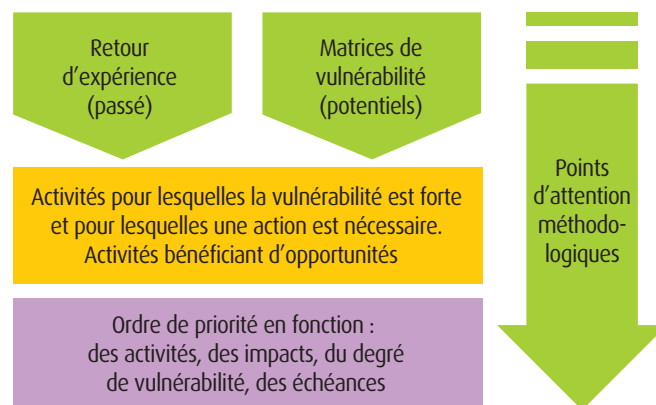 Retour
d’expérience
(passé)
Matrices de
vulnérabilité
(potentiels)
Activités pour lesquelles la vulnérabilité est forte
et pour lesquelles une action est nécessaire.
Activités bénéficiant d’opportunités
Ordre de priorité en fonction :
des activités, des impacts, du degré
de vulnérabilité, des échéances
Points
d’attention
méthodo-
logiques